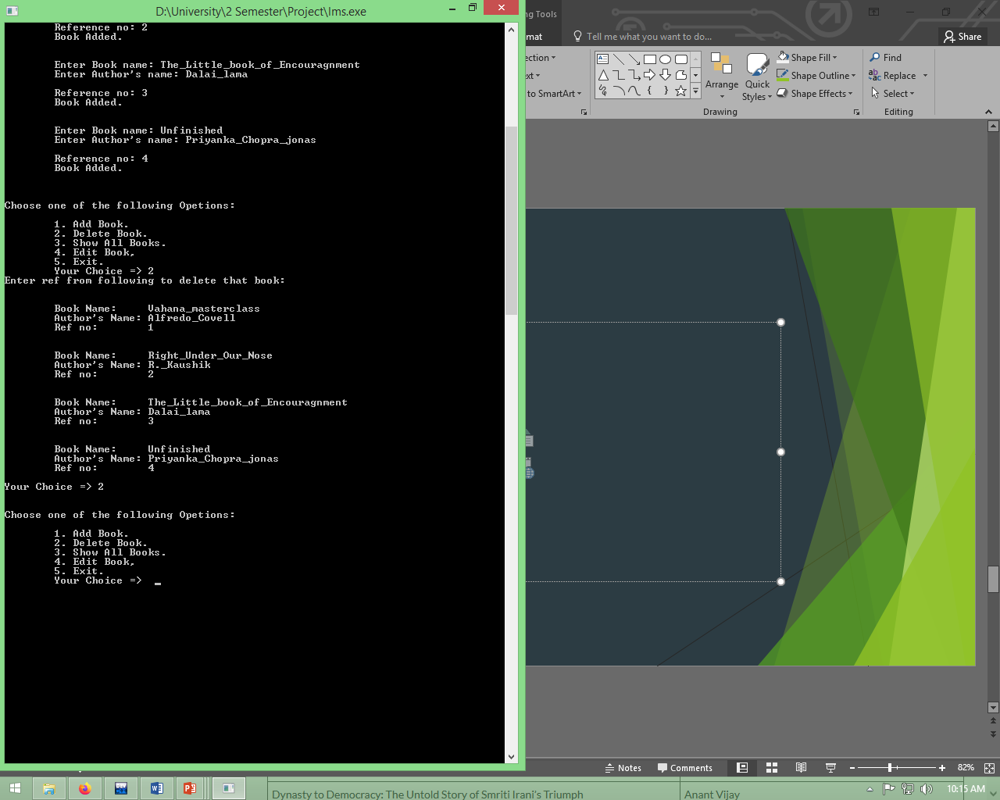 D:\University\2 Semester\Project\lms.exe
Reference no: 2
Book Added.
Enter Book name: The_Little_book_of_Encouragnment
Enter Author's name: Dalai_lama
Reference no: 3
Book Added.
Enter Book name: Unfinished
Enter Author's name: Priyanka_Chopra_jonas
Reference no: 4
Book Added.
Choose one of the following Opetions:
1. Add Book.
2. Delete Book.
3. Show All Books.
4. Edit Book,
5. Exit.
Your Choice => 2
Enter ref from following to delete that book:
Book Name: Vahana_masterclass
Author's Name: Alfredo_Covell
Ref no: 1
Book Name: Right_Under_Our_Nose
Author's Name: R._Kaushik
Ref no: 2
Book Name: The_Little_book_of_Encouragnment
Author's Name: Dalai_lama
Ref no: 3
Book Name: Unfinished
Author's Name: Priyanka_Chopra_jonas
Ref no: 4
Your Choice => 2
Choose one of the following Opetions:
1. Add Book.
2. Delete Book.
3. Show All Books.
4. Edit Book,
5. Exit.
Your Choice => _
ng Tools
mat
Tell me what you want to do...
Share
ection
ext
to SmartArt
Arrange
Quick
Styles
Shape Fill
Shape Outline
Shape Effects
Drawing
Find
Replace
Select
Editing
Notes
Comments
82%
DEV
10:15 AM
Dynasty to Democracy: The Untold Story of Smriti Irani's Triumph
Anant Vijay